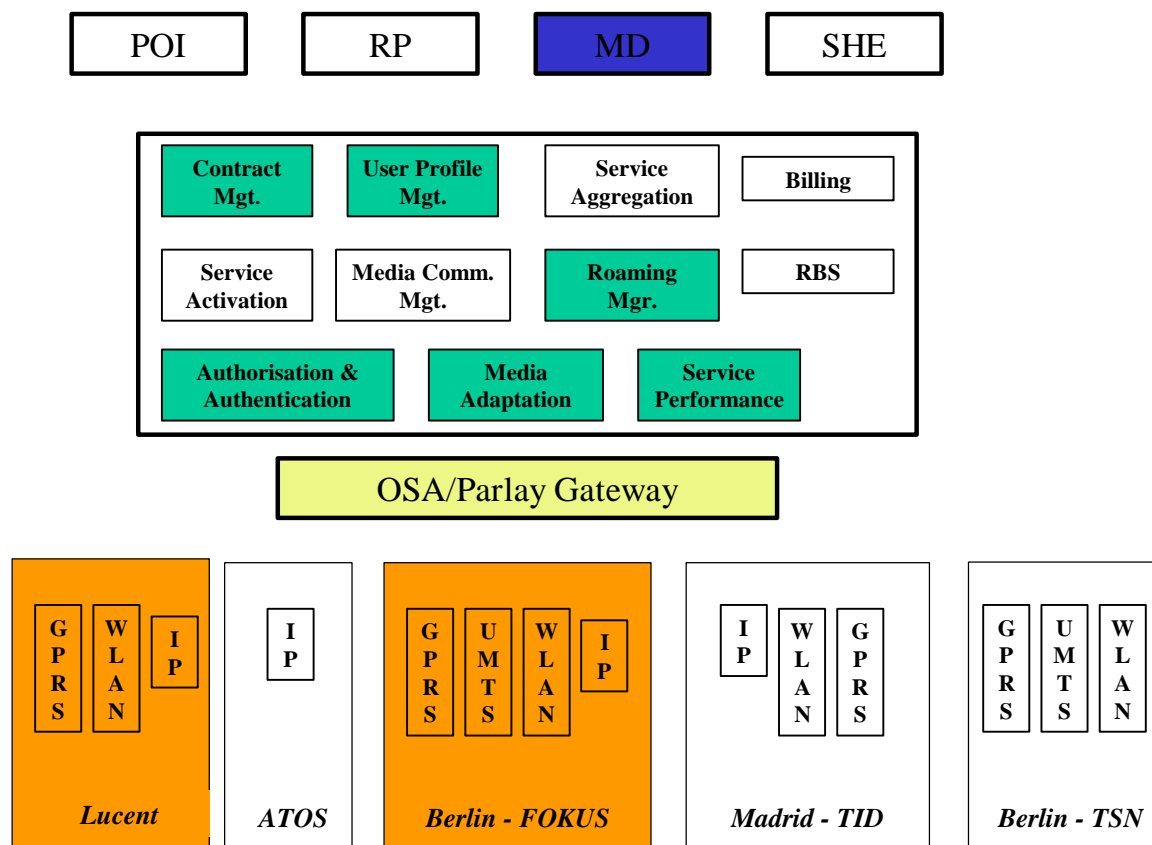 POI
RP
MD
SHE
Contract
Mgt.
User Profile
Mgt.
Service
Aggregation
Billing
Service
Activation
Media Comm.
Mgt.
Roaming
Mgr.
RBS
Authorisation &
Authentication
Media
Adaptation
Service
Performance
OSA/Parlay Gateway
GPRS
WLAN
IP
Lucent
IP
ATOS
GPRS
UMTS
WLAN
IP
Berlin - FOKUS
IP
WLAN
GPRS
Madrid - TID
GPRS
UMTS
WLAN
Berlin - TSN